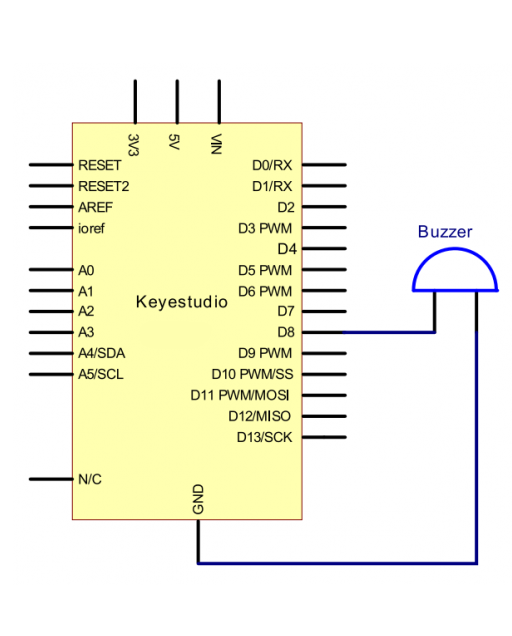 3V3
5V
VIN
RESET
RESET2
AREF
ioref
A0
A1
A2
A3
A4/SDA
A5/SCL
N/C
Keyestudio
D0/RX
D1/RX
D2
D3 PWM
D4
D5 PWM
D6 PWM
D7
D8
D9 PWM
D10 PWM/SS
D11 PWM/MOSI
D12/MISO
D13/SCK
GND
Buzzer